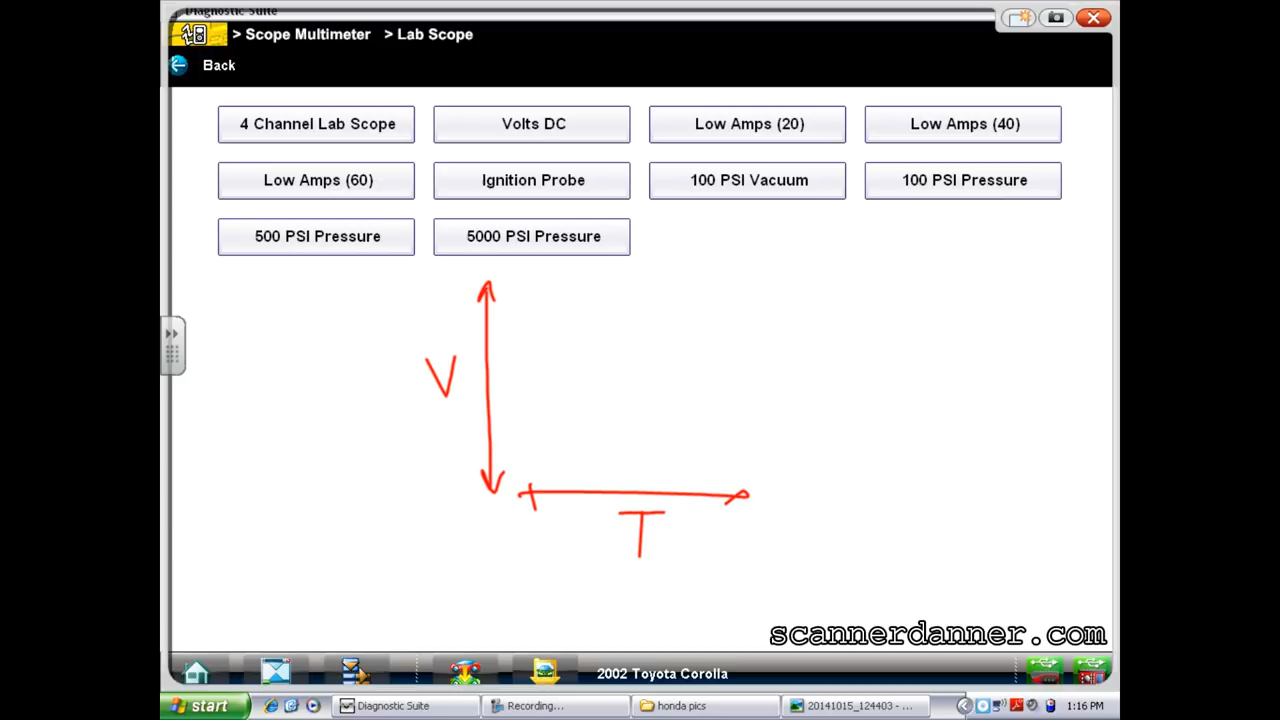 Diagnostic Suite
> Scope Multimeter > Lab Scope
Back
4 Channel Lab Scope Volts DC Low Amps (20) Low Amps (40)
Low Amps (60) Ignition Probe 100 PSI Vacuum 100 PSI Pressure
500 PSI Pressure 5000 PSI Pressure
V
T
scannerdanner.com
2002 Toyota Corolla
start Diagnostic Suite Recording... honda pics 20141015_124403 - ... 1:16 PM